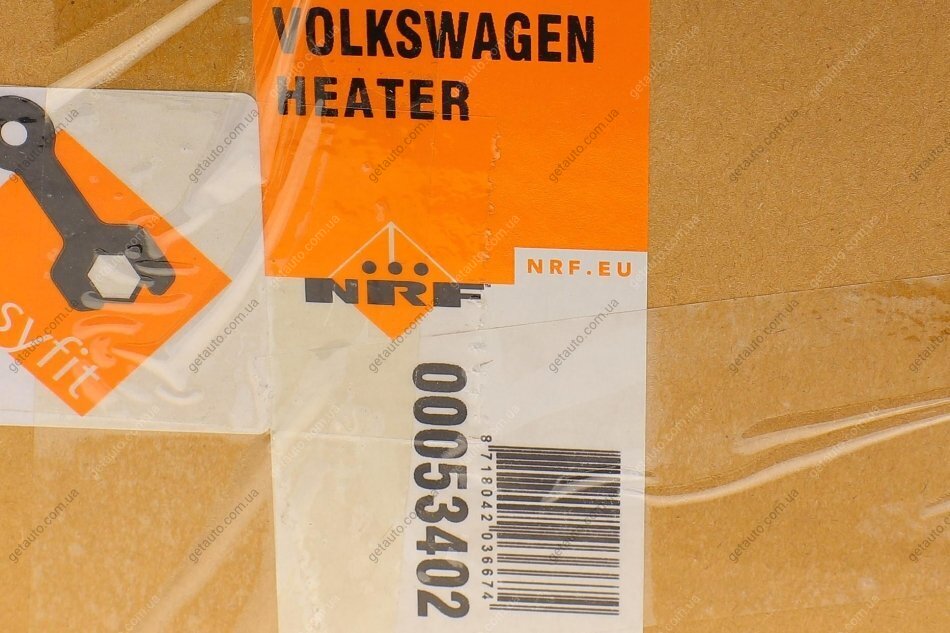 VOLKSWAGEN
HEATER
NRF.EU
NRF
syfit
00053402
8 718042 036674
getauto.com.ua